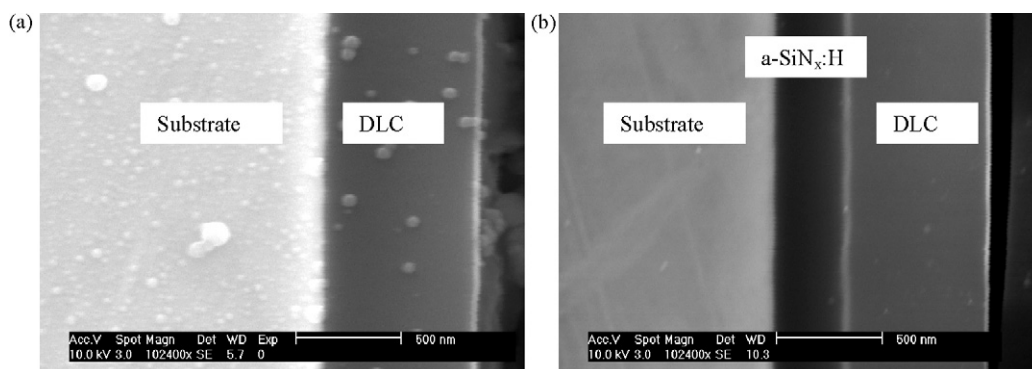 (a)
Substrate
DLC
Acc.V Spot Magn Det WD Exp
10.0 kV 3.0 102400x SE 5.7 0
500 nm
(b)
a-SiNx:H
Substrate
DLC
Acc.V Spot Magn Det WD
10.0 kV 3.0 102400x SE 10.3
500 nm